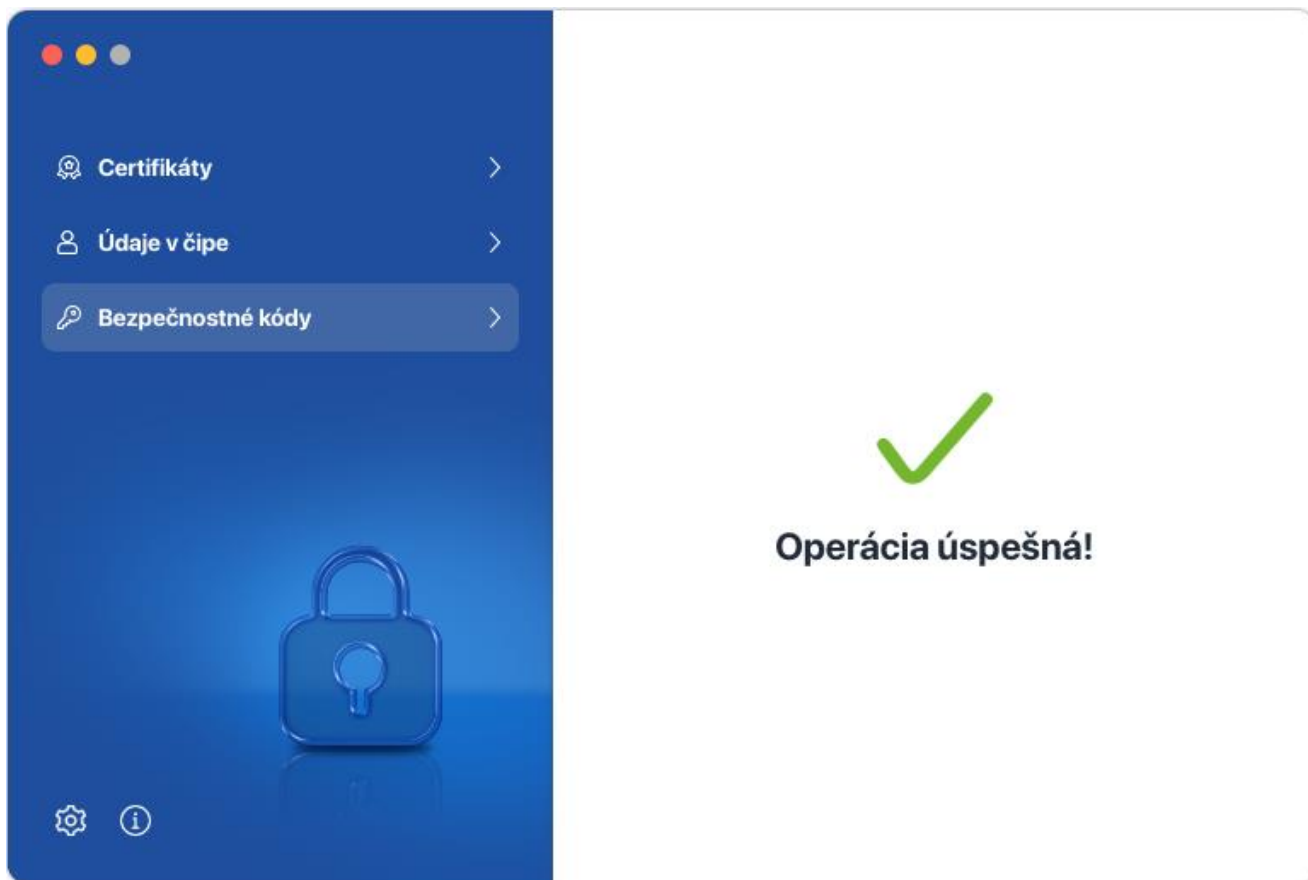 Certifikáty
Údaje v čipe
Bezpečnostné kódy
Operácia úspešná!